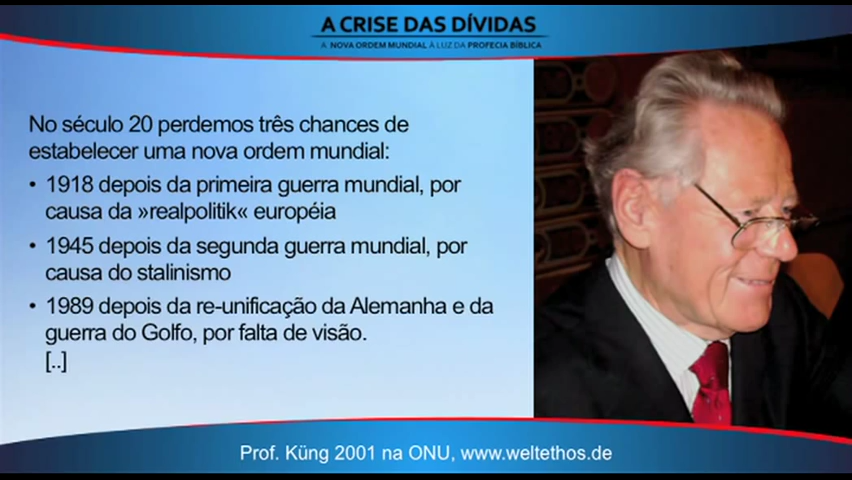 A CRISE DAS DÍVIDAS
A NOVA ORDEM MUNDIAL À LUZ DA PROFECIA BÍBLICA
No século 20 perdemos três chances de
estabelecer uma nova ordem mundial:
• 1918 depois da primeira guerra mundial, por
causa da »realpolitik« européia
• 1945 depois da segunda guerra mundial, por
causa do stalinismo
• 1989 depois da re-unificação da Alemanha e da
guerra do Golfo, por falta de visão.
[..]
Prof. Küng 2001 na ONU, www.weltethos.de